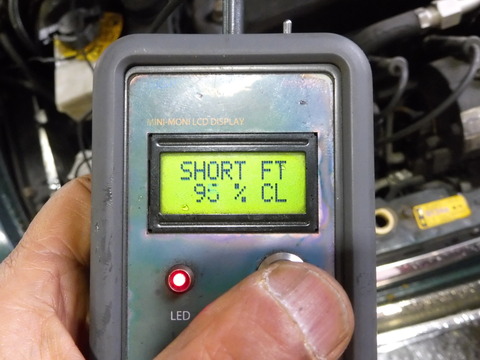 MINI-MONI LCD DISPLAY
SHORT FT
96 % CL
LED